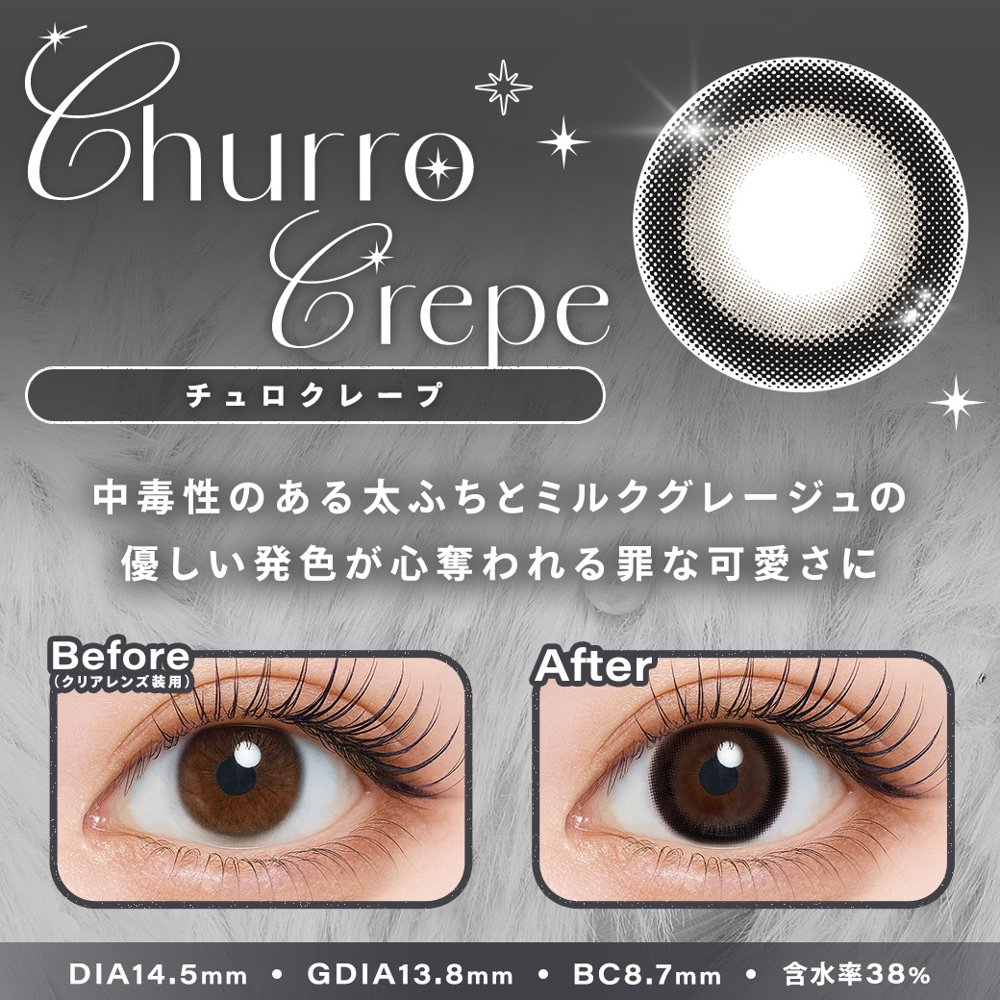 Churro
Crepe
チュロクレープ
中毒性のある太ふちとミルクグレージュの
優しい発色が心奪われる罪な可愛さに
Before
(クリアレンズ装用)
After
DIA14.5mm • GDIA13.8mm • BC8.7mm • 含水率38%